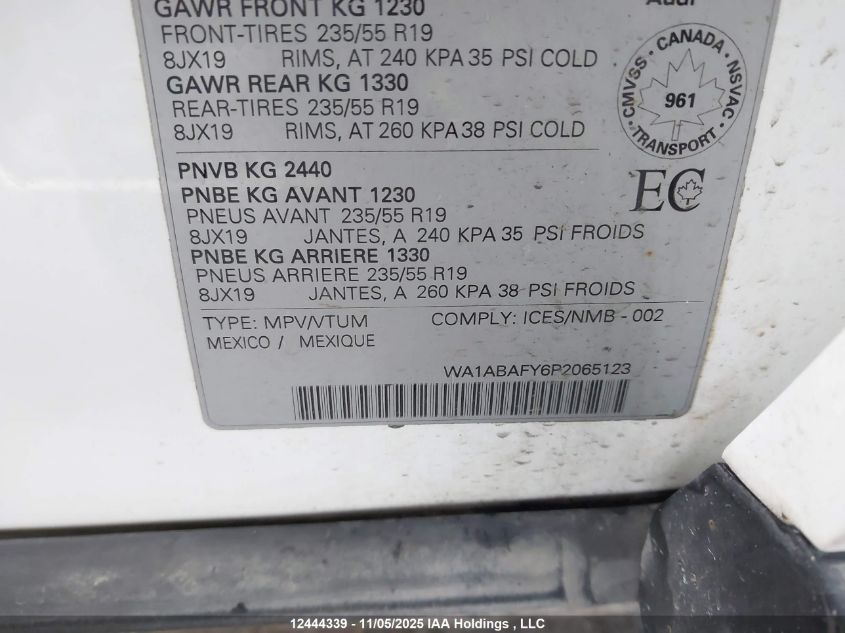 GAWR FRONT KG 1230 Audi
FRONT-TIRES 235/55 R19
8JX19 RIMS, AT 240 KPA 35 PSI COLD
GAWR REAR KG 1330
REAR-TIRES 235/55 R19
8JX19 RIMS, AT 260 KPA 38 PSI COLD
CANADA · NSVAC · TRANSPORT · CMVSS
961
PNVB KG 2440
PNBE KG AVANT 1230
PNEUS AVANT 235/55 R19
8JX19 JANTES, A 240 KPA 35 PSI FROIDS
PNBE KG ARRIERE 1330
PNEUS ARRIERE 235/55 R19
8JX19 JANTES, A 260 KPA 38 PSI FROIDS
EC
TYPE: MPV/VTUM COMPLY: ICES/NMB - 002
MEXICO / MEXIQUE
WA1ABAFY6P2065123
12444339 - 11/05/2025 IAA Holdings , LLC